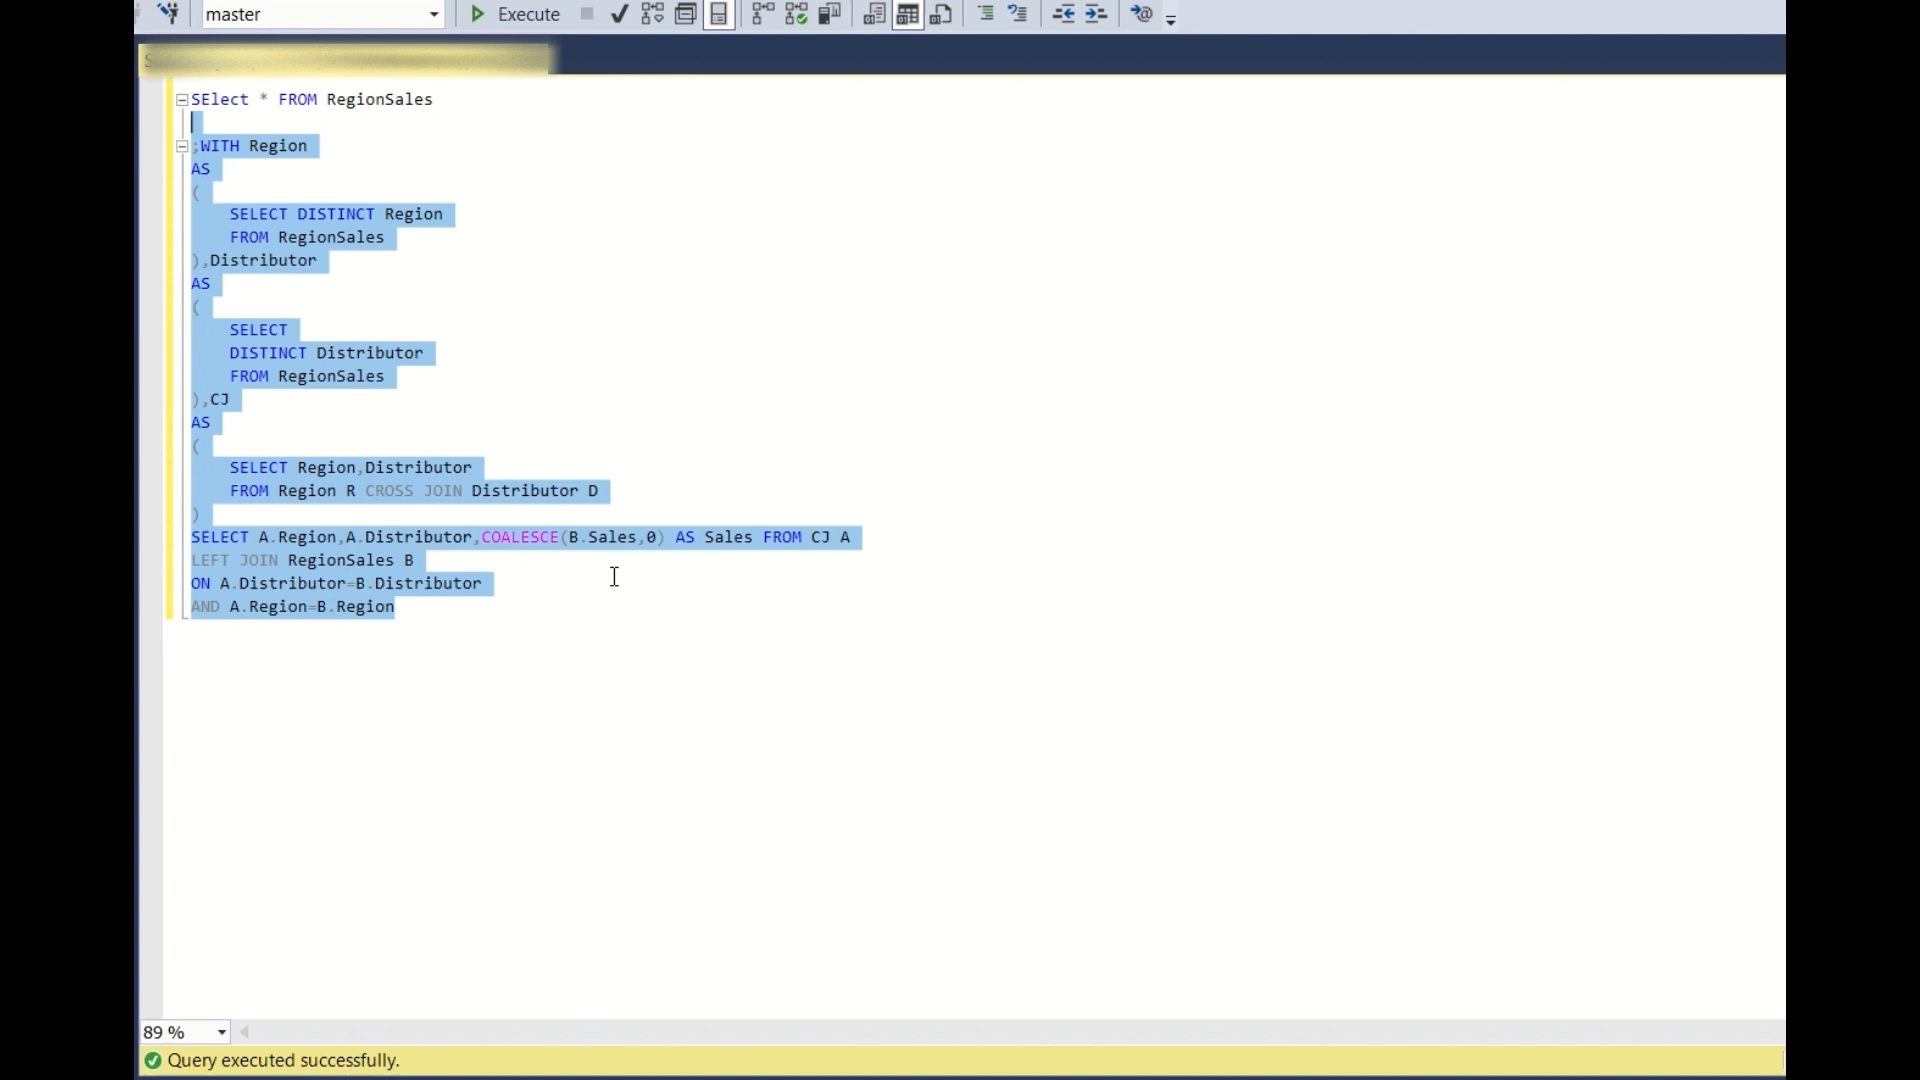 master
Execute
SElect * FROM RegionSales
;WITH Region
AS
(
SELECT DISTINCT Region
FROM RegionSales
),Distributor
AS
(
SELECT
DISTINCT Distributor
FROM RegionSales
),CJ
AS
(
SELECT Region,Distributor
FROM Region R CROSS JOIN Distributor D
)
SELECT A.Region,A.Distributor,COALESCE(B.Sales,0) AS Sales FROM CJ A
LEFT JOIN RegionSales B
ON A.Distributor=B.Distributor
AND A.Region=B.Region
89 %
Query executed successfully.